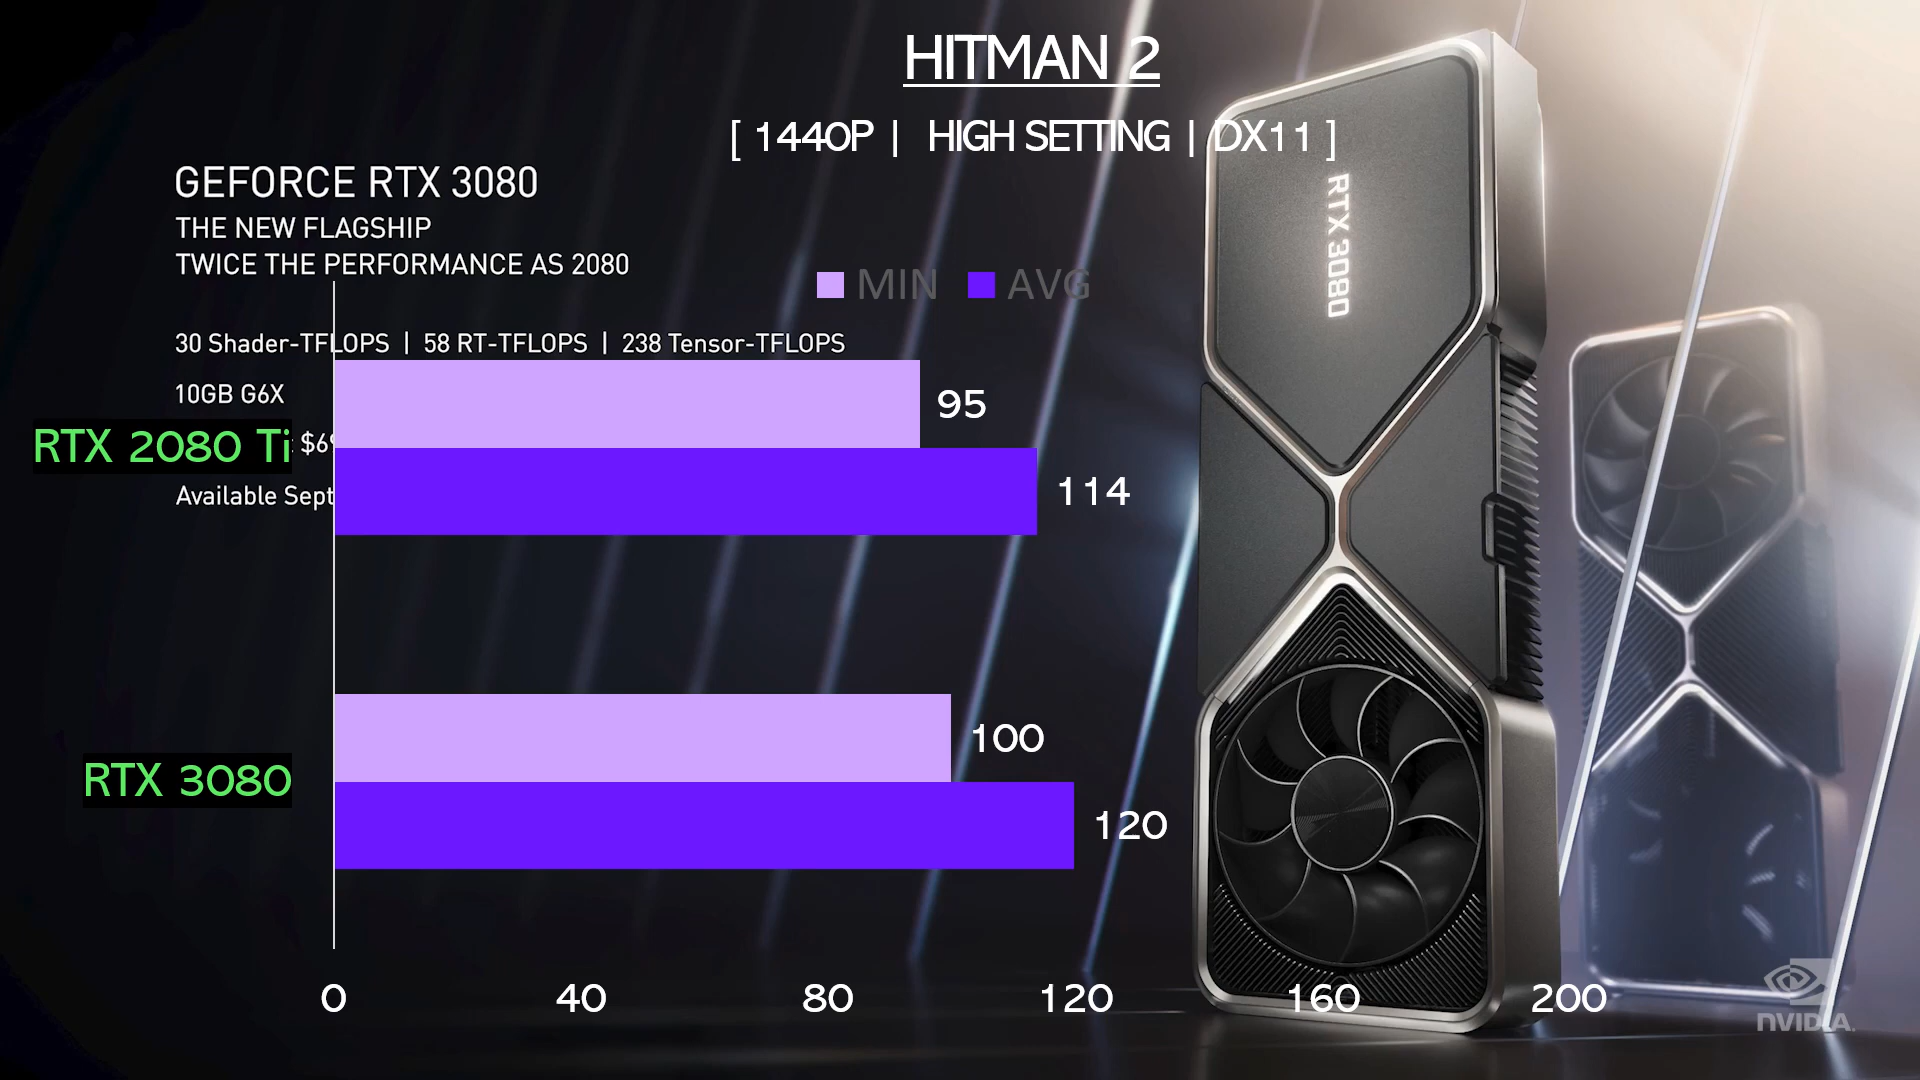 HITMAN 2
[ 1440P | HIGH SETTING | DX11 ]
GEFORCE RTX 3080
THE NEW FLAGSHIP
TWICE THE PERFORMANCE AS 2080
MIN AVG
30 Shader-TFLOPS | 58 RT-TFLOPS | 238 Tensor-TFLOPS
10GB G6X
95
RTX 2080 Ti
Available Sept
114
100
RTX 3080
120
0 40 80 120 160 200
RTX 3080
NVIDIA.